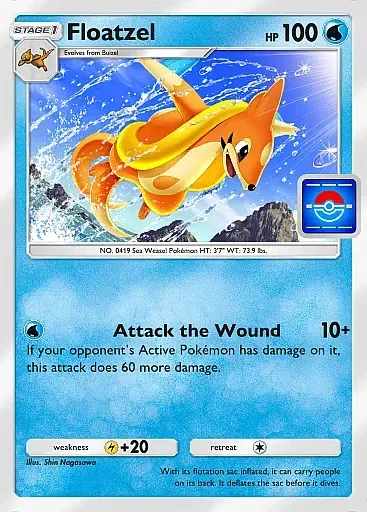 STAGE 1 Floatzel HP 100
Evolves from Buizel
NO. 0419 Sea Weasel Pokémon HT: 3'7" WT: 73.9 lbs.
Attack the Wound 10+
If your opponent's Active Pokémon has damage on it,
this attack does 60 more damage.
weakness +20 retreat
Illus. Shin Nagasawa
With its flotation sac inflated, it can carry people
on its back. It deflates the sac before it dives.